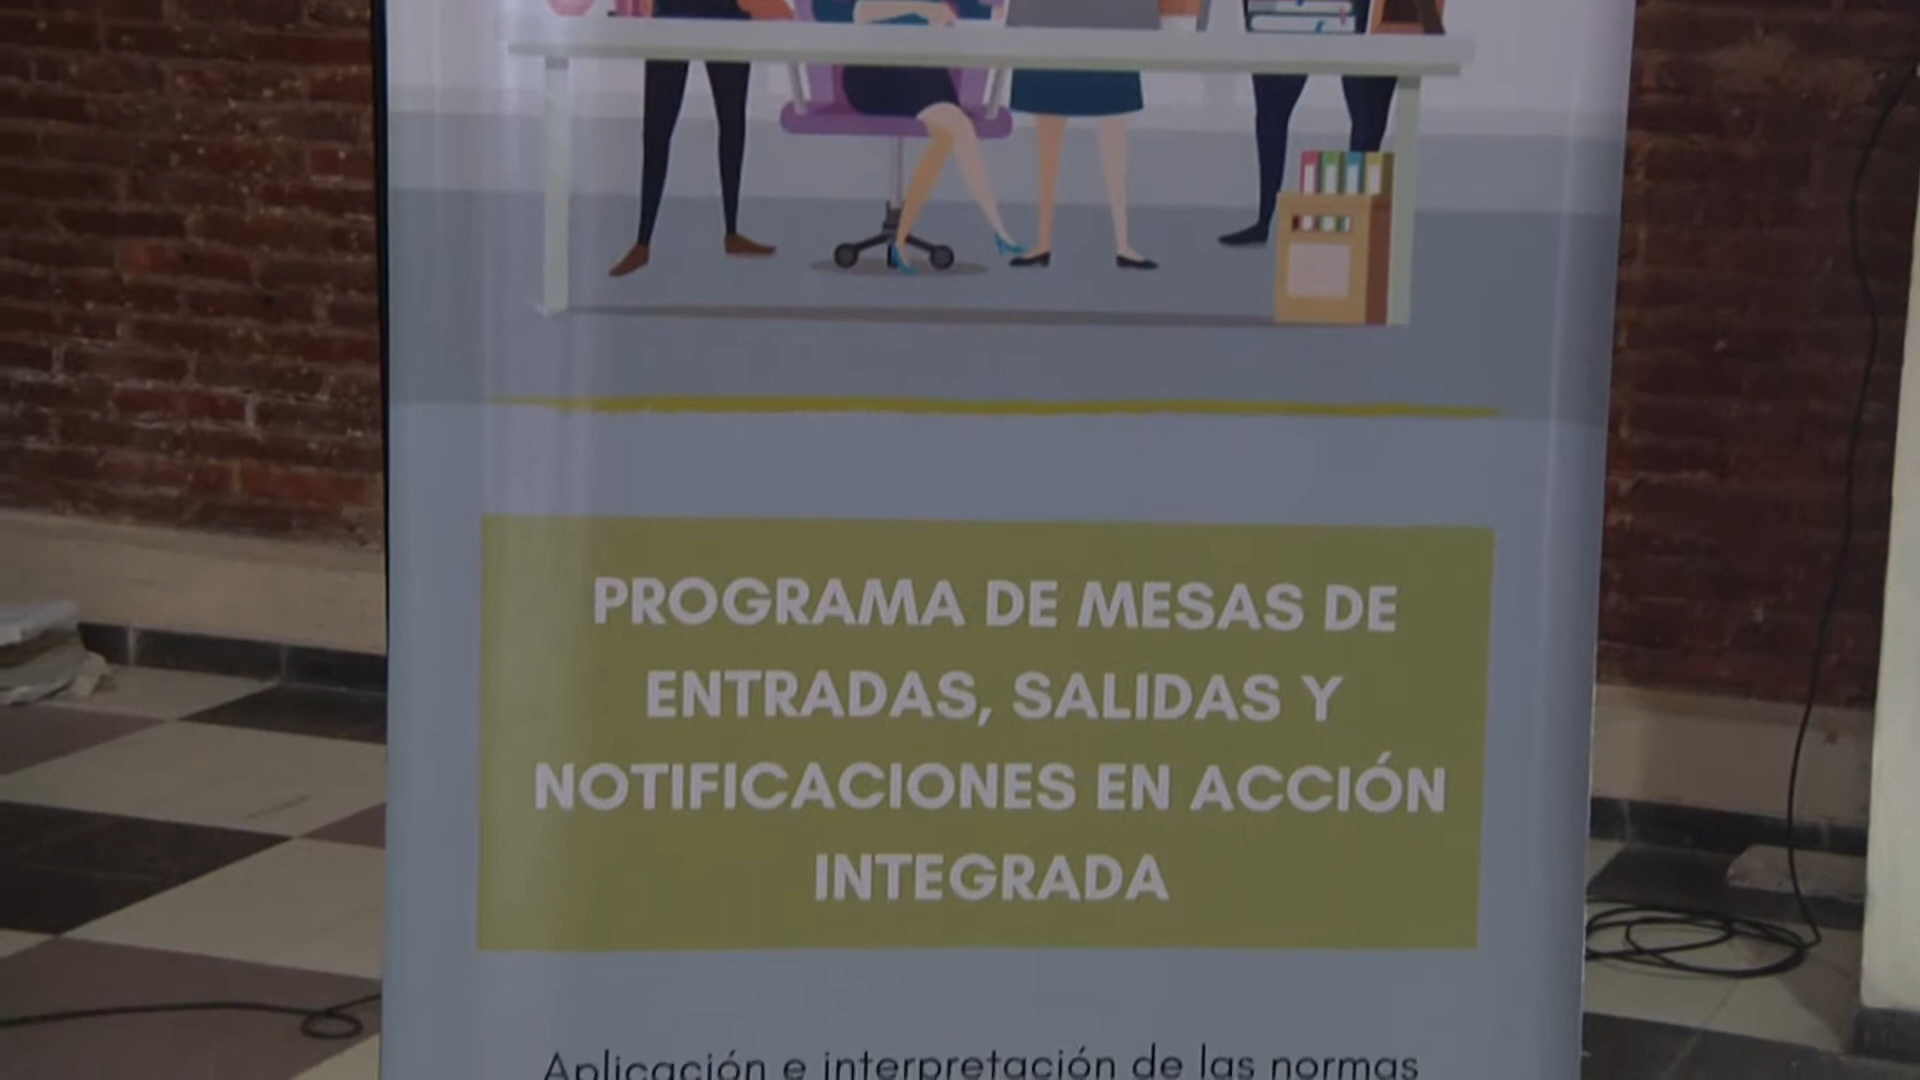 PROGRAMA DE MESAS DE
ENTRADAS, SALIDAS Y
NOTIFICACIONES EN ACCIÓN
INTEGRADA
Aplicación e interpretación de las normas